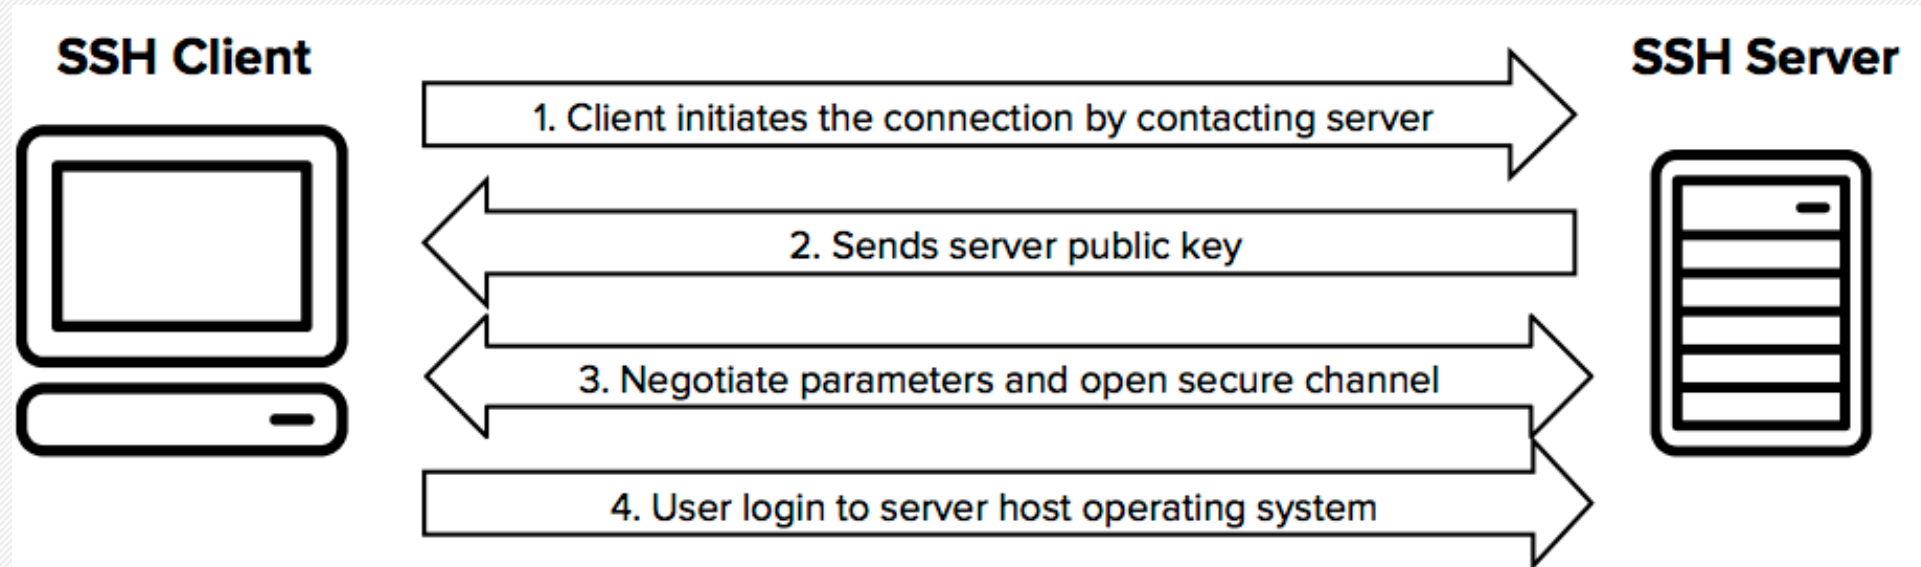 SSH Client
SSH Server
1. Client initiates the connection by contacting server
2. Sends server public key
3. Negotiate parameters and open secure channel
4. User login to server host operating system